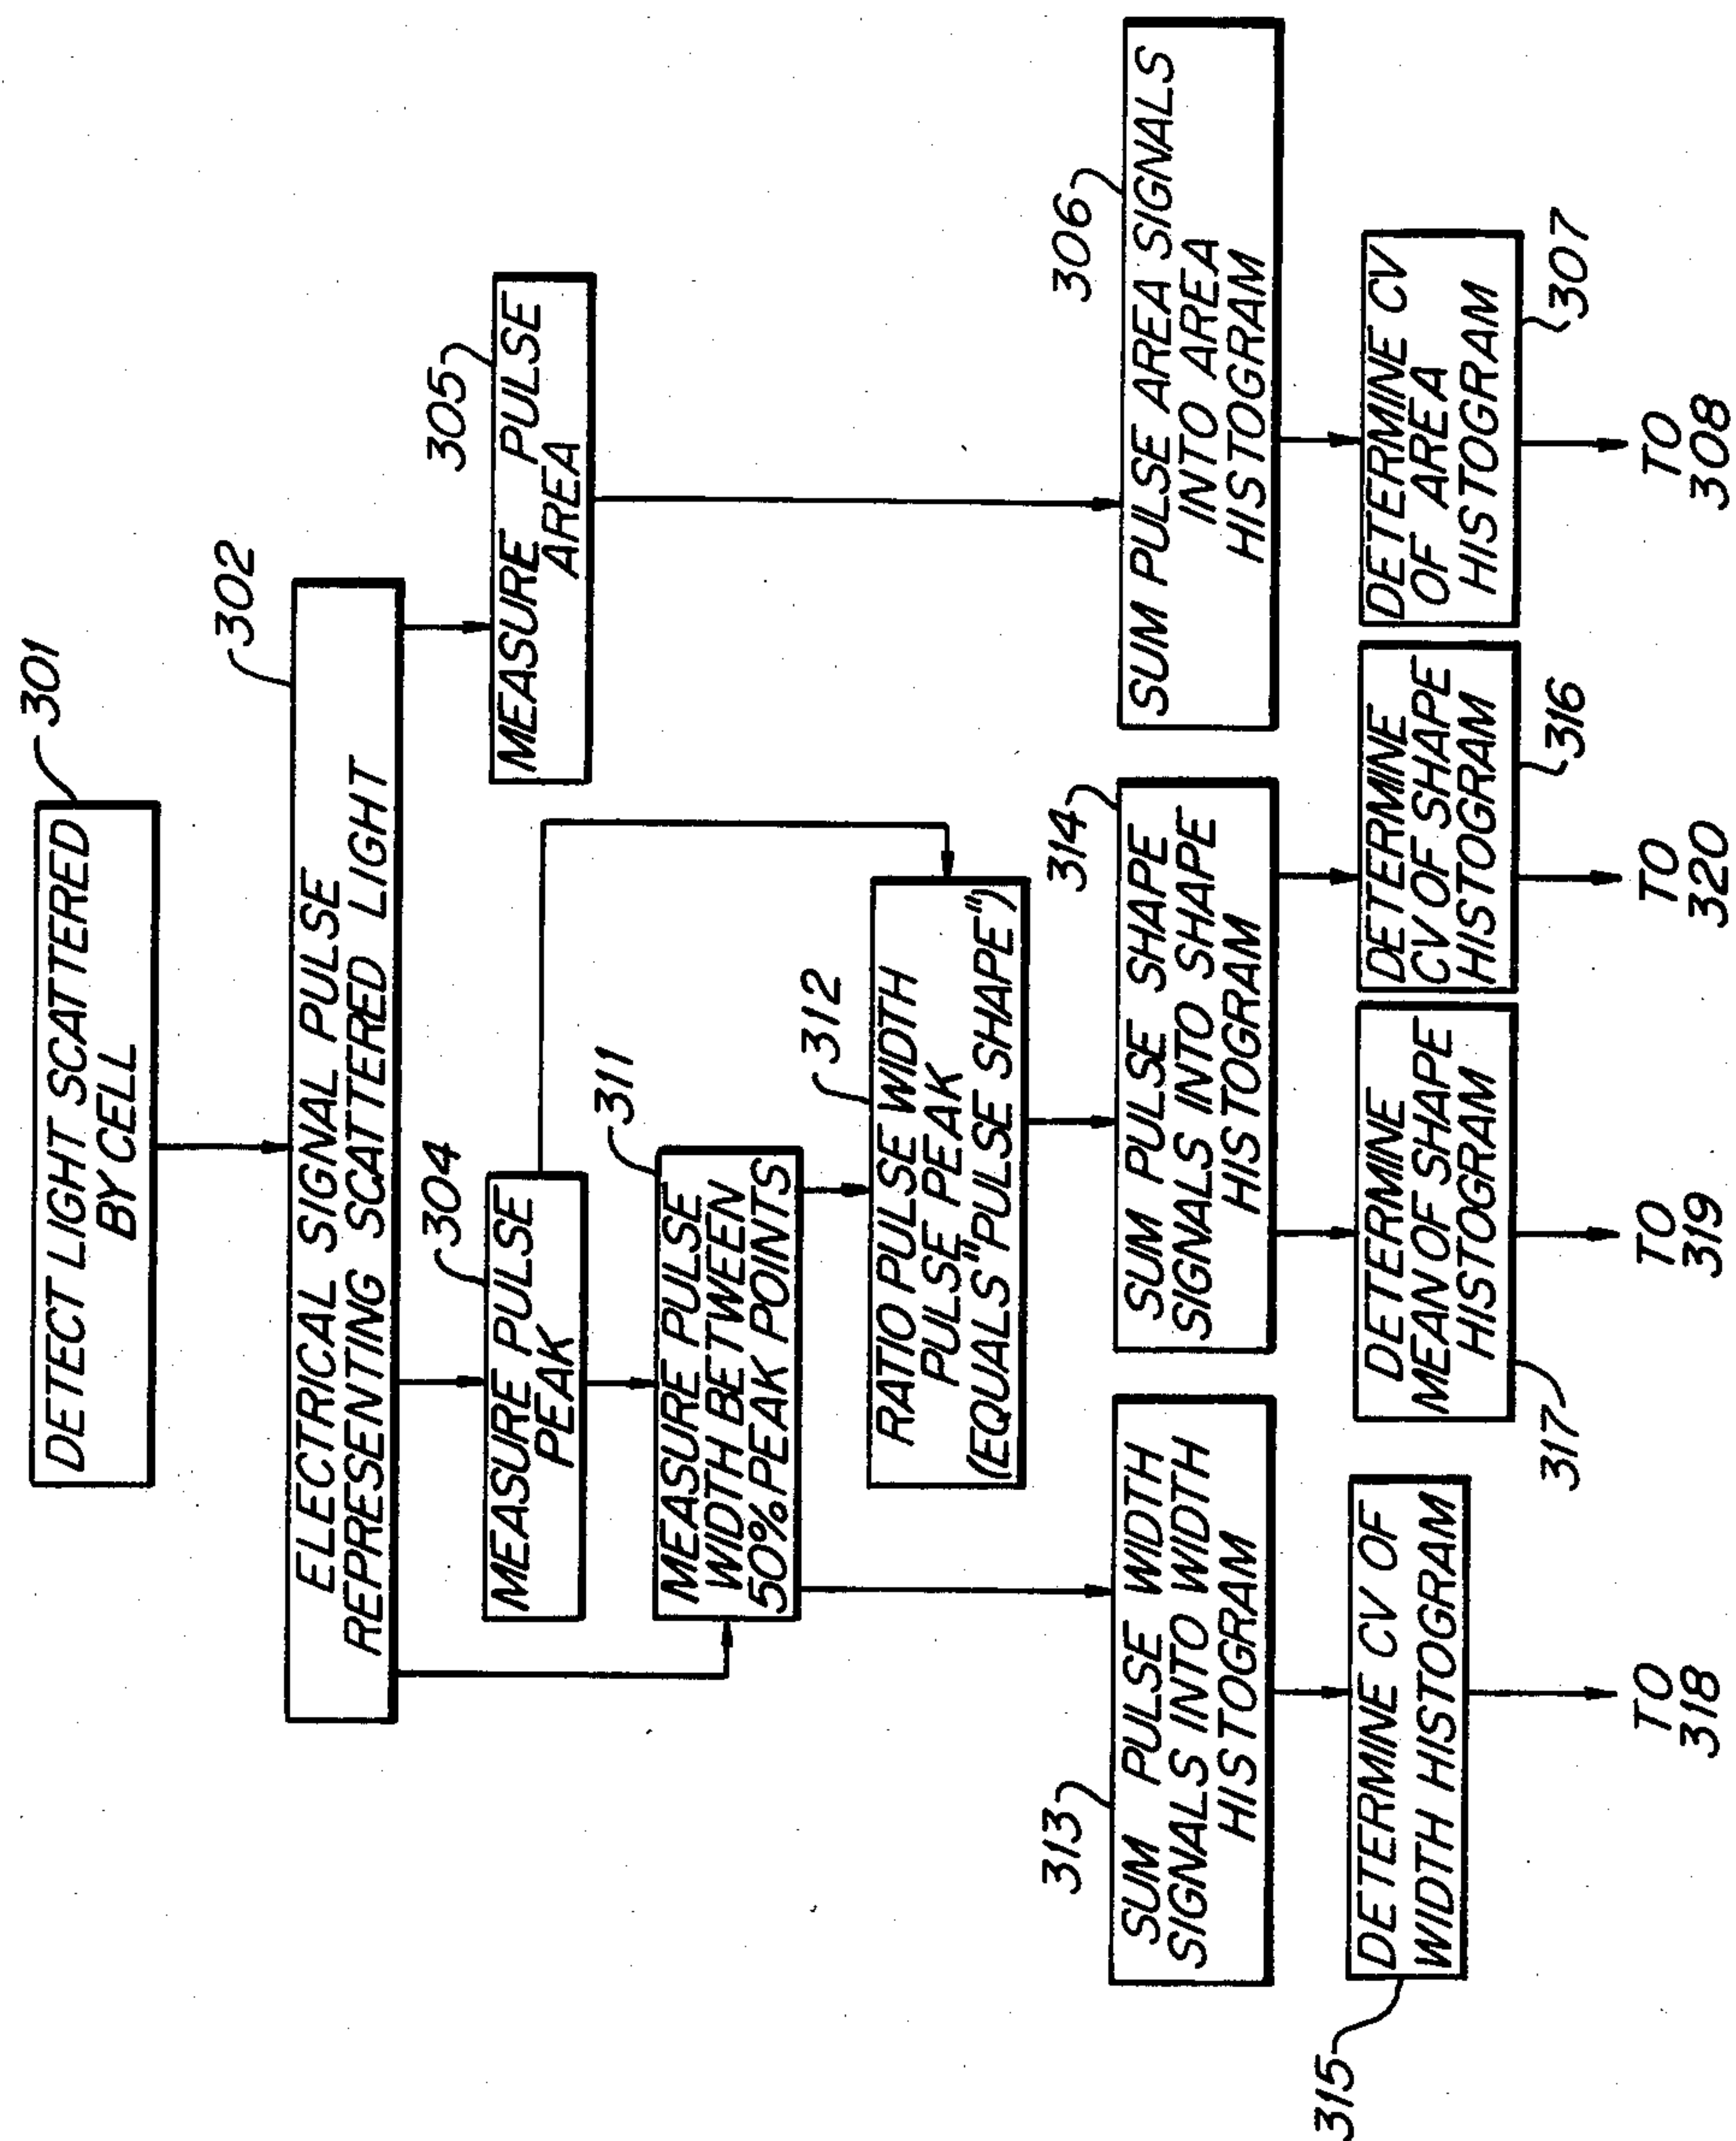 301
DETECT LIGHT SCATTERED
BY CELL
302
ELECTRICAL SIGNAL PULSE
REPRESENTING SCATTERED LIGHT
304
MEASURE PULSE
PEAK
305
MEASURE PULSE
AREA
311
MEASURE PULSE
WIDTH BETWEEN
50% PEAK POINTS
312
RATIO PULSE WIDTH
PULSE PEAK
(EQUALS "PULSE SHAPE")
313
SUM PULSE WIDTH
SIGNALS INTO WIDTH
HISTOGRAM
314
SUM PULSE SHAPE
SIGNALS INTO SHAPE
HISTOGRAM
306
SUM PULSE AREA SIGNALS
INTO AREA
HISTOGRAM
315
DETERMINE CV OF
WIDTH HISTOGRAM
317
DETERMINE
MEAN OF SHAPE
HISTOGRAM
316
DETERMINE
CV OF SHAPE
HISTOGRAM
307
DETERMINE CV
OF AREA
HISTOGRAM
TO
318
TO
319
TO
320
TO
308